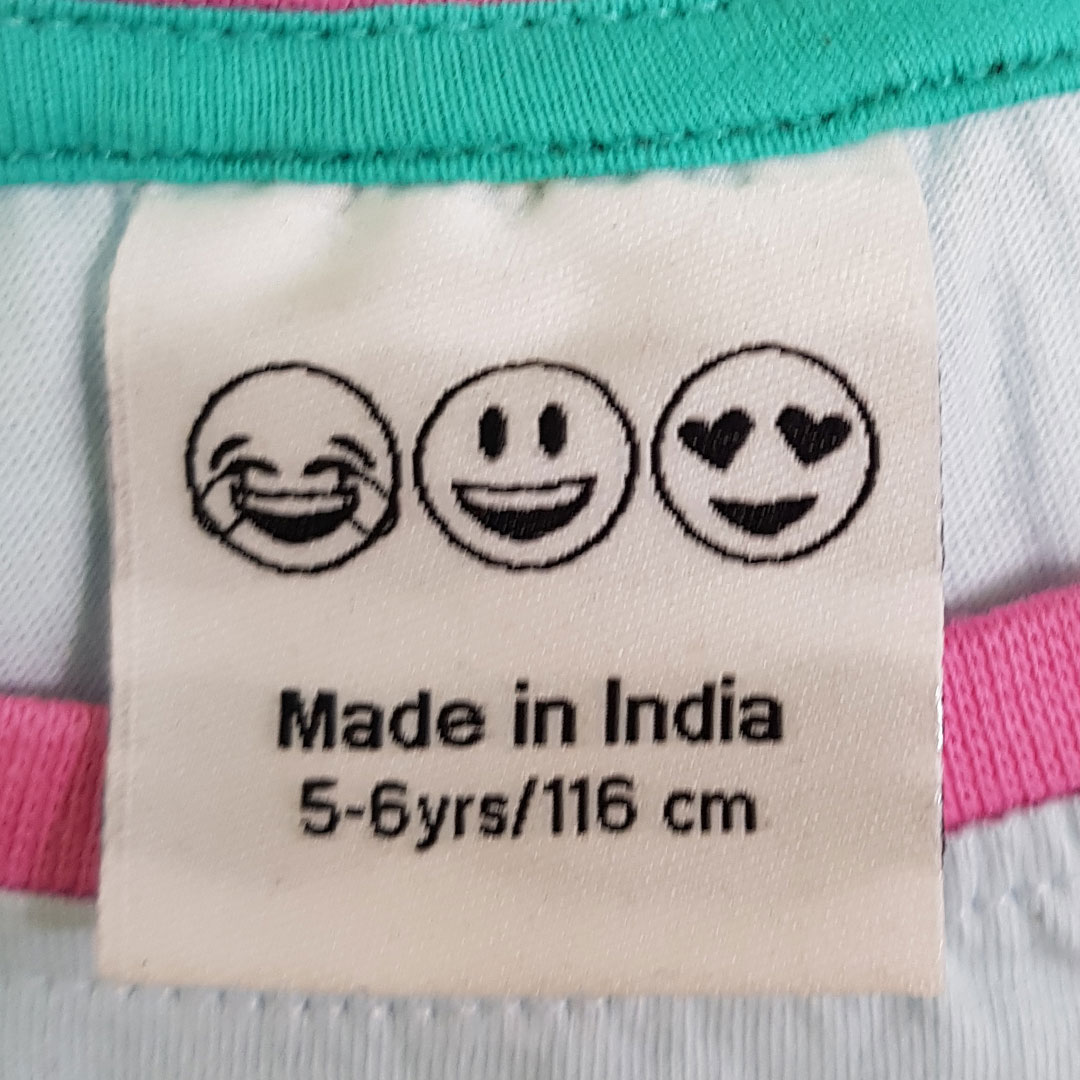 Made in India
5-6yrs/116 cm